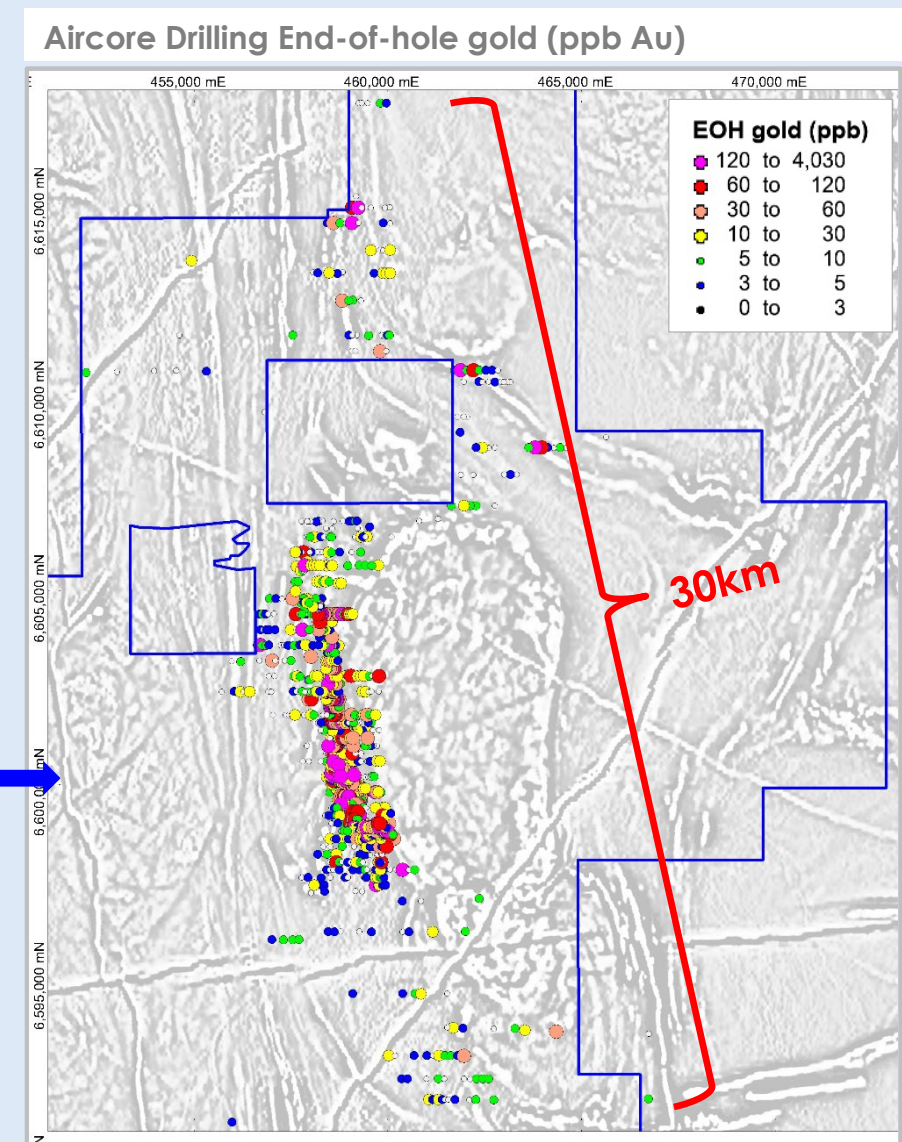 Aircore Drilling End-of-hole gold (ppb Au)
455,000 mE
460,000 mE
465,000 mE
470,000 mE
EOH gold (ppb)
120 to 4,030
60 to 120
30 to 60
10 to 30
5 to 10
3 to 5
0 to 3
6,615,000 mN
6,610,000 mN
6,605,000 mN
30km
6,595,000 mN